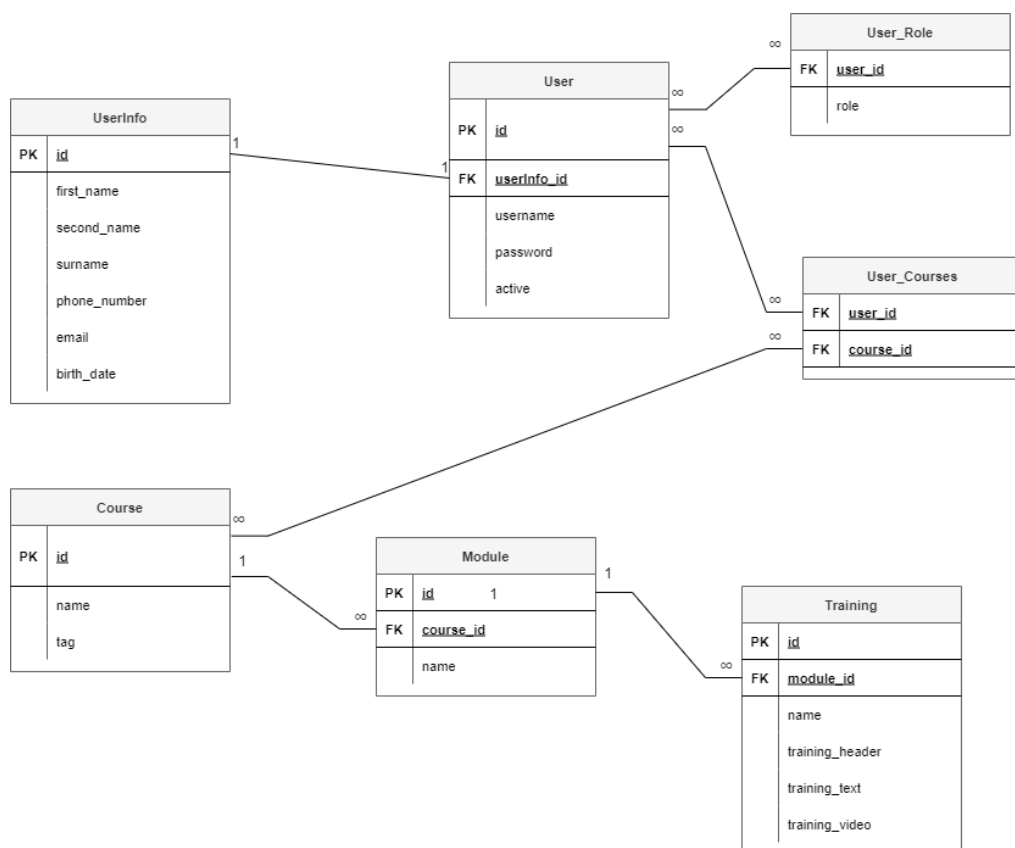 User_Role
FK user_id
role
∞
User
PK id
FK userInfo_id
username
password
active
∞
∞
1
UserInfo
PK id
first_name
second_name
surname
phone_number
email
birth_date
1
User_Courses
FK user_id
FK course_id
∞
∞
Course
PK id
name
tag
∞
1
Module
PK id 1
FK course_id
name
∞
1
Training
PK id
FK module_id
name
training_header
training_text
training_video
∞